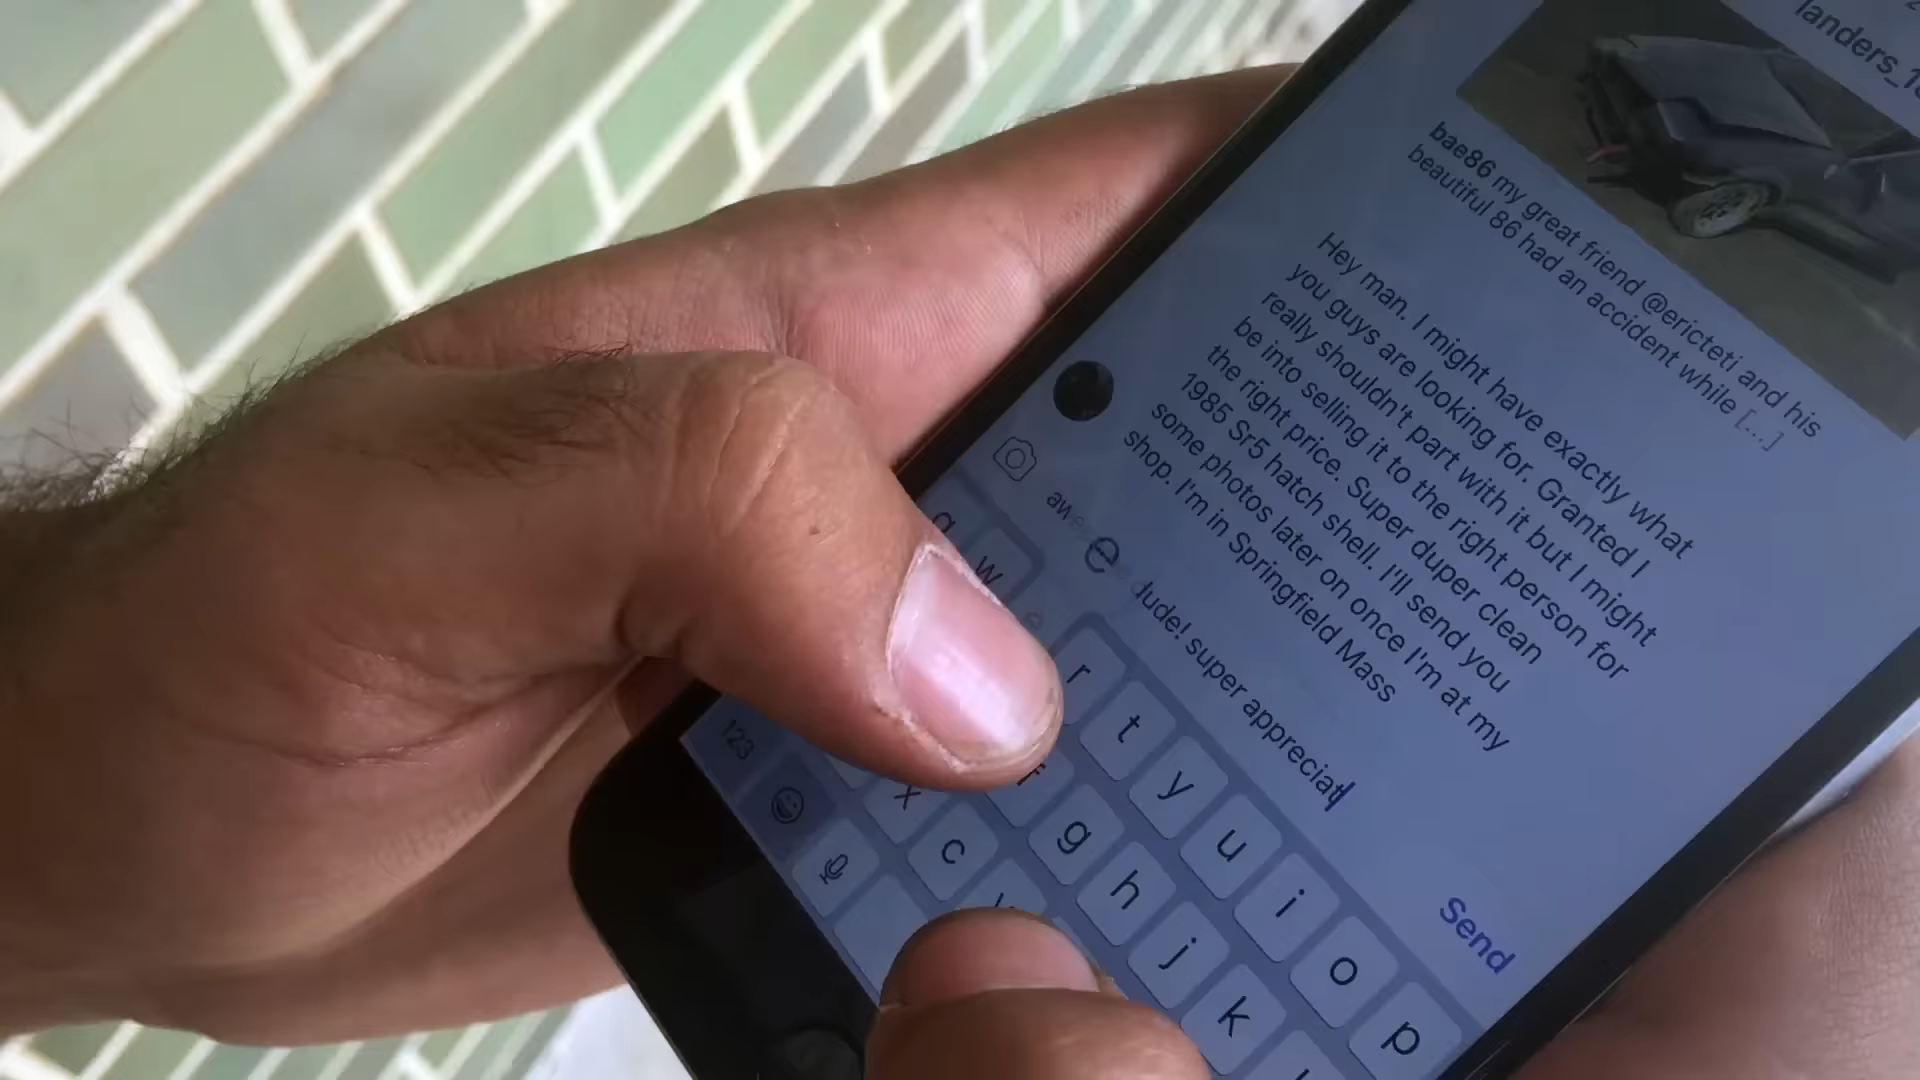 landers_
bae86 my great friend @ericteti and his
beautiful 86 had an accident while [...]
Hey man. I might have exactly what
you guys are looking for. Granted I
really shouldn't part with it but I might
be into selling it to the right person for
the right price. Super duper clean
1985 Sr5 hatch shell. I'll send you
some photos later on once I'm at my
shop. I'm in Springfield Mass
awe e dude! super appreciat
Send
q w e r t y u i o p
f g h j k l
x c v
123